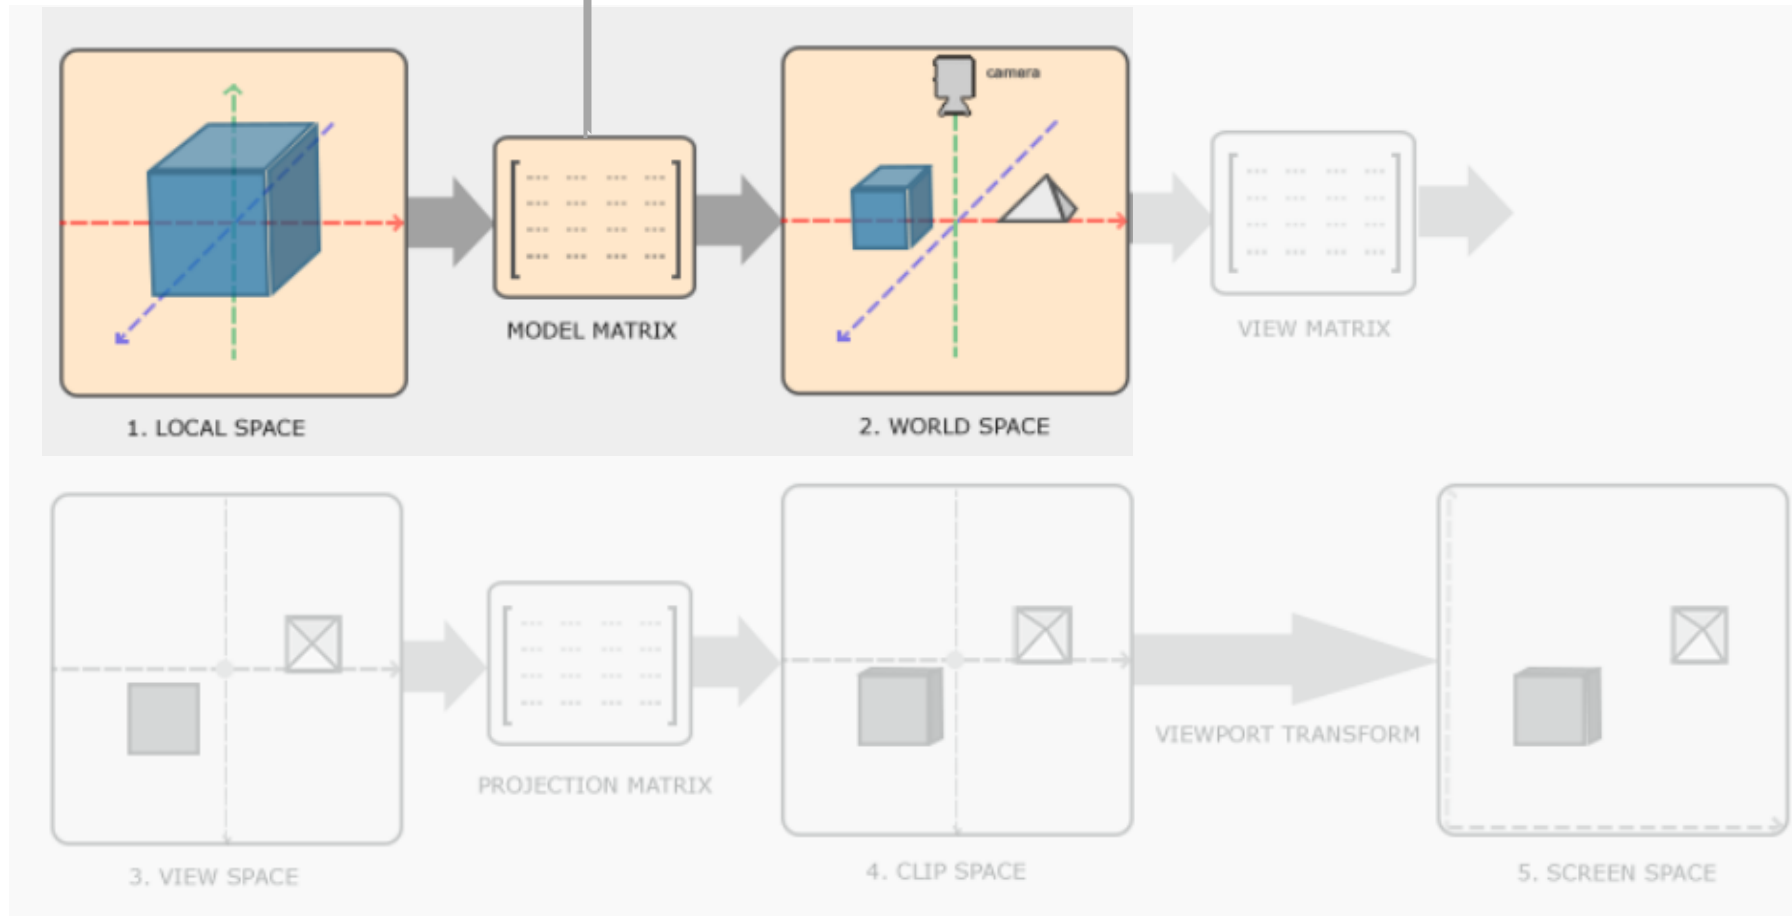 camera
MODEL MATRIX
VIEW MATRIX
1. LOCAL SPACE
2. WORLD SPACE
VIEWPORT TRANSFORM
PROJECTION MATRIX
3. VIEW SPACE
4. CLIP SPACE
5. SCREEN SPACE